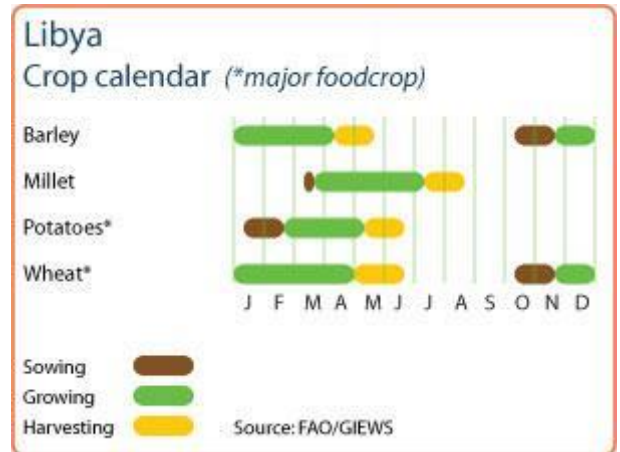 Libya
Crop calendar (*major foodcrop)
Barley
Millet
Potatoes*
Wheat*
J F M A M J J A S O N D
Sowing
Growing
Harvesting Source: FAO/GIEWS